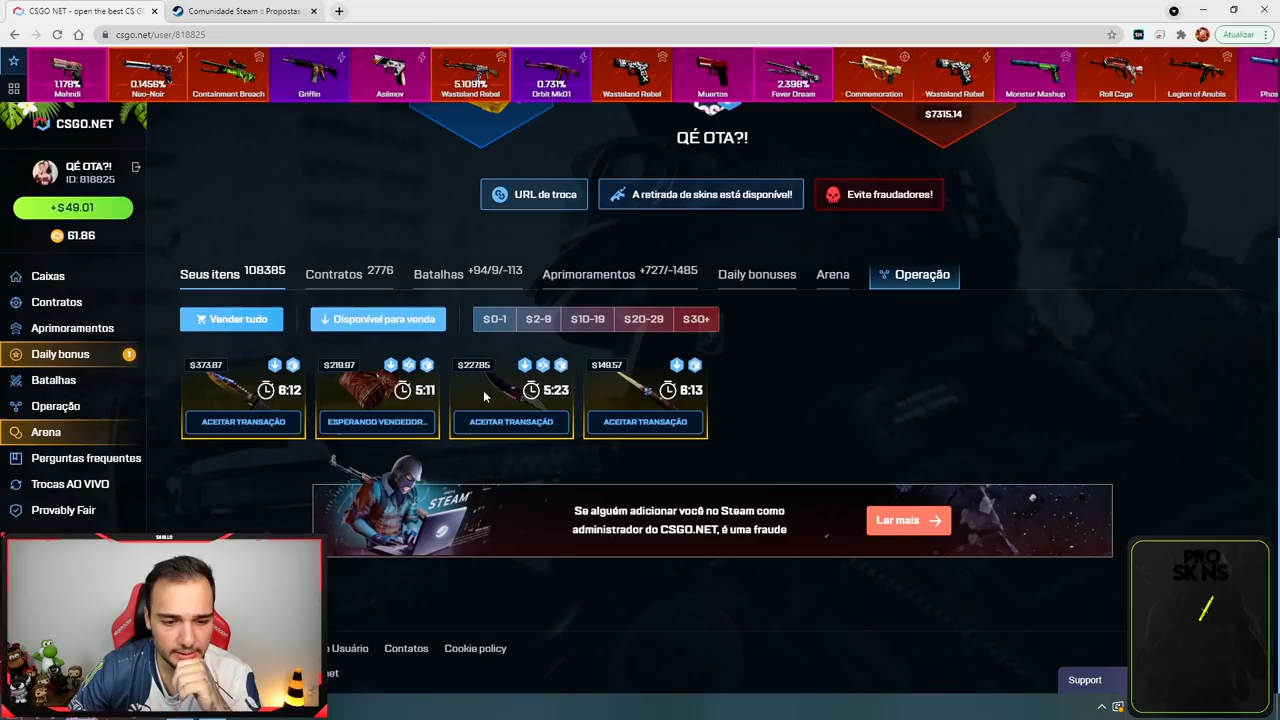 CSGO NET - open the best CS GO
Comunidade Steam :: Propostas d
csgo.net/user/818825
Atualizar
1.178%
Mehndi
0.1456%
Neo-Noir
Containment Breach
Griffin
Asiimov
5.1091%
Wasteland Rebel
0.731%
Orbit Mk01
Wasteland Rebel
Muertos
2.398%
Fever Dream
Commemoration
Wasteland Rebel
Monster Mashup
Roll Cage
Legion of Anubis
Phos
CSGO.NET
$7315.14
QÉ OTA?!
QÉ OTA?!
ID: 818825
+$49.01
61.86
URL de troca
A retirada de skins está disponível!
Evite fraudadores!
Caixas
Contratos
Aprimoramentos
Daily bonus 1
Batalhas
Operação
Arena
Perguntas frequentes
Trocas AO VIVO
Provably Fair
Seus itens 108385
Contratos 2776
Batalhas +94/9/-113
Aprimoramentos +727/-1485
Daily bonuses
Arena
Operação
Vender tudo
Disponível para venda
$0-1
$2-9
$10-19
$20-29
$30+
$373.87
6:12
ACEITAR TRANSAÇÃO
$219.97
5:11
ESPERANDO VENDEDOR...
$227.85
5:23
ACEITAR TRANSAÇÃO
$149.57
6:13
ACEITAR TRANSAÇÃO
STEAM
Se alguém adicionar você no Steam como
administrador do CSGO.NET, é uma fraude
Ler mais
SKILLO
PRO
SKINS
e Usuário
Contatos
Cookie policy
net
Support